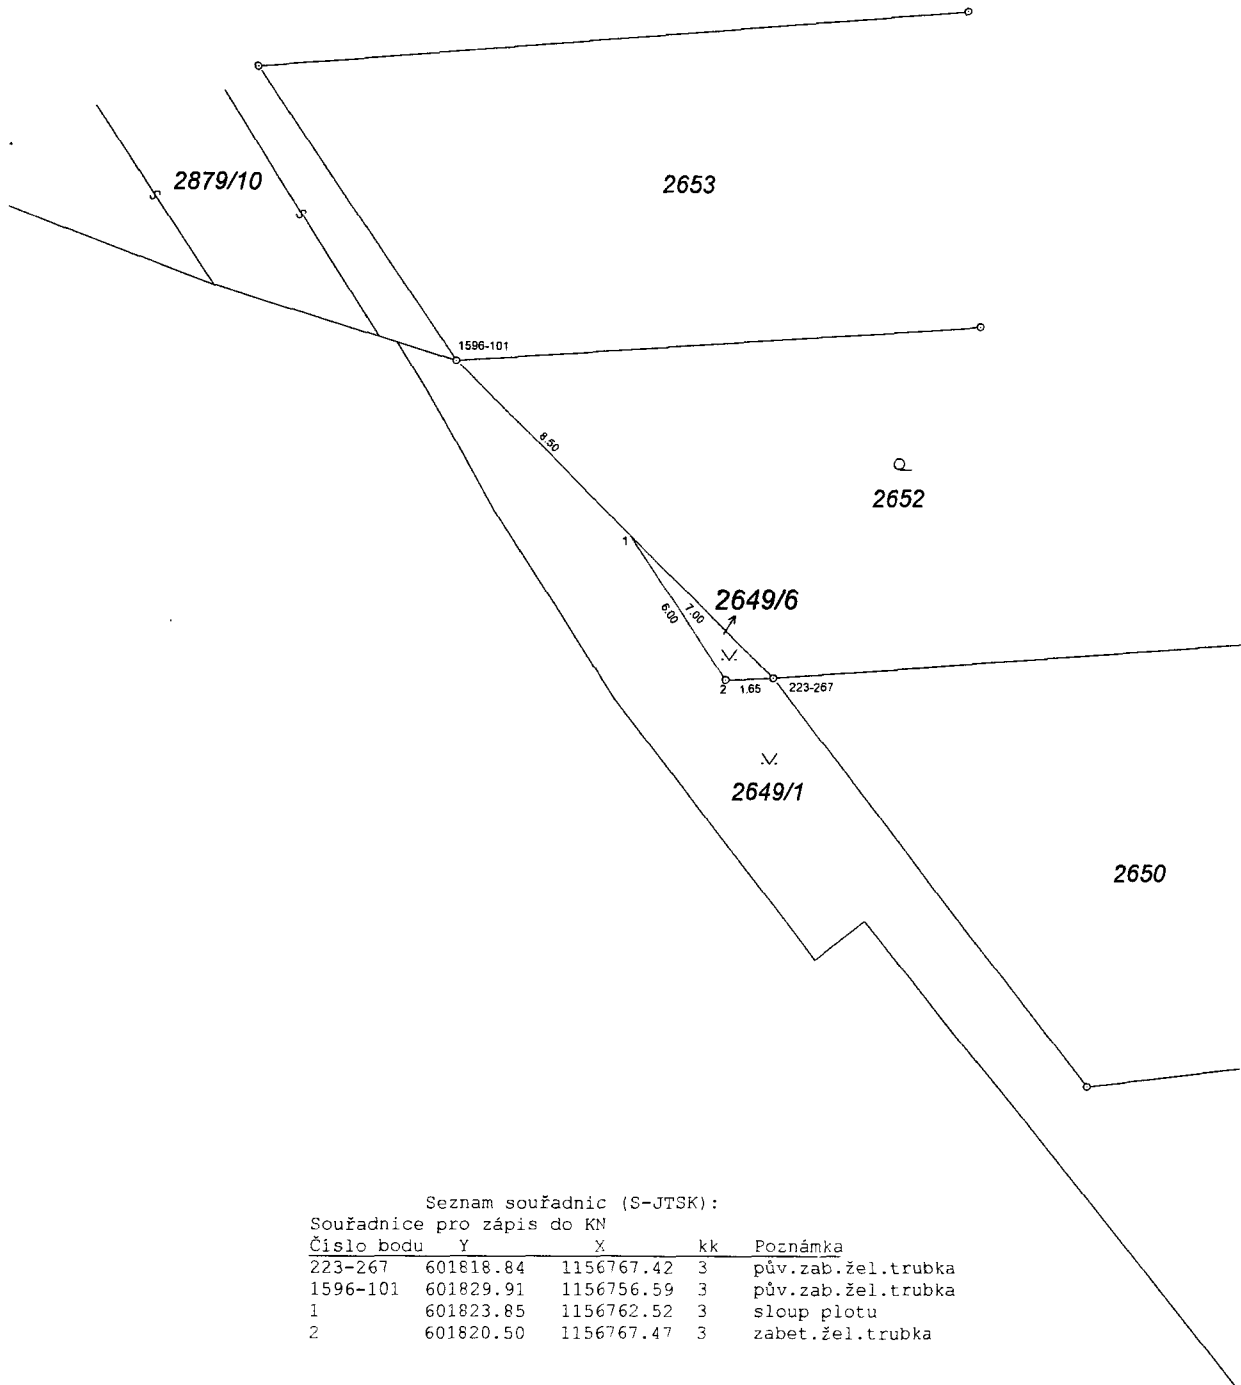 2879/10
2653
1596-101
8.50
2652
1
2649/6
6.00
7.00
2
1.65
223-267
2649/1
2650
Seznam souřadnic (S-JTSK):
Souřadnice pro zápis do KN
Číslo bodu Y X kk Poznámka
223-267 601818.84 1156767.42 3 pův.zab.žel.trubka
1596-101 601829.91 1156756.59 3 pův.zab.žel.trubka
1 601823.85 1156762.52 3 sloup plotu
2 601820.50 1156767.47 3 zabet.žel.trubka